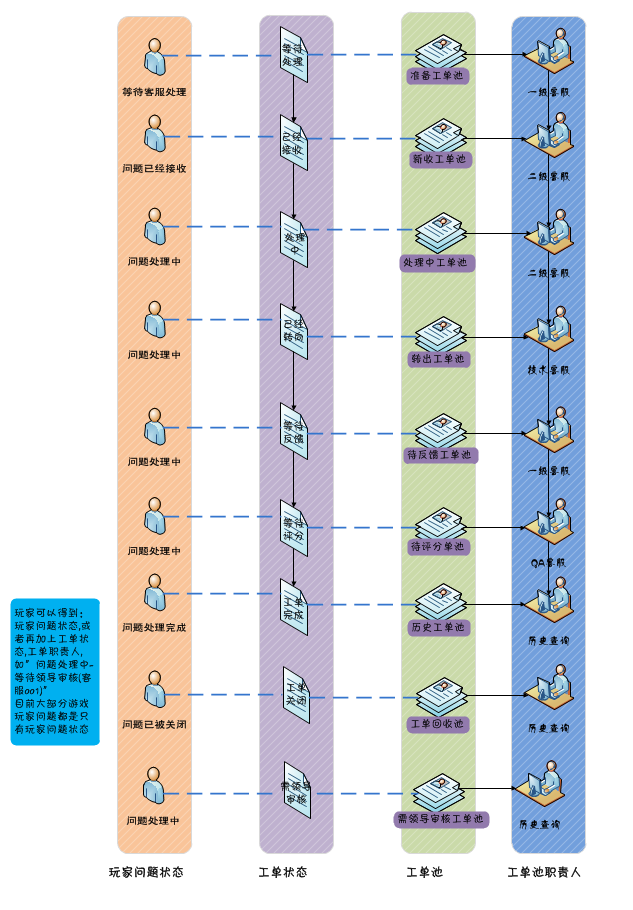 等待
处理
准备工单池
等待客服处理
一级客服
已经
接收
新收工单池
问题已经接收
二级客服
处理
中
处理中工单池
问题处理中
二级客服
已经
转向
转出工单池
问题处理中
技术客服
等待
反馈
待反馈工单池
问题处理中
一级客服
等待
评分
待评分单池
问题处理中
QA客服
工单
完成
历史工单池
问题处理完成
历史查询
玩家可以得到:
玩家问题状态,或
者再加上工单状
态,工单职责人,
如”问题处理中-
等待领导审核(客
服001)”
目前大部分游戏
玩家问题都是只
有玩家问题状态
工单
关闭
工单回收池
问题已被关闭
历史查询
需领导
审核
需领导审核工单池
问题处理中
历史查询
玩家问题状态
工单状态
工单池
工单池职责人